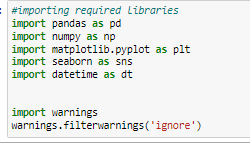 #importing required Libraries
import pandas as pd
import numpy as np
import matplotlib.pyplot as plt
import seaborn as sns
import datetime as dt
import warnings
warnings.filterwarnings('ignore')